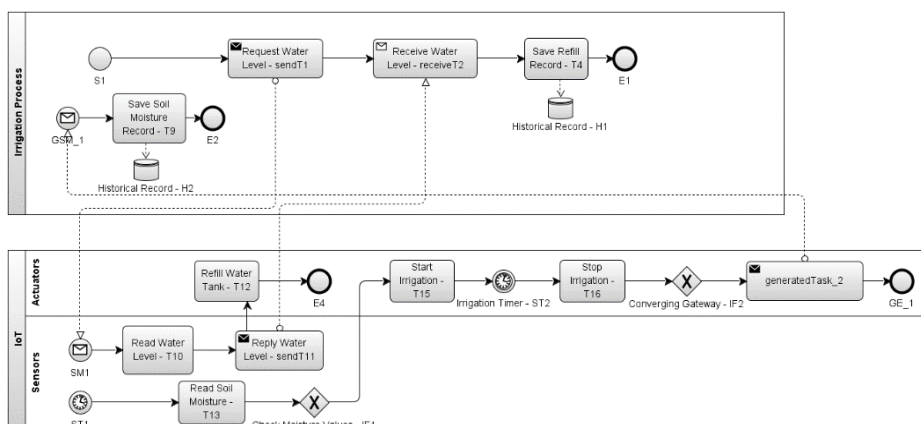 Irrigation Process
S1
Request Water
Level - sendT1
Receive Water
Level - receiveT2
Save Refill
Record - T4
E1
Historical Record - H1
GSM_1
Save Soil
Moisture
Record - T9
E2
Historical Record - H2
IoT
Actuators
Refill Water
Tank - T12
E4
Start
Irrigation -
T15
Irrigation Timer - ST2
Stop
Irrigation -
T16
Converging Gateway - IF2
generatedTask_2
GE_1
Sensors
SM1
Read Water
Level - T10
Reply Water
Level - sendT11
ST1
Read Soil
Moisture -
T13
Check Moisture Values - IF1